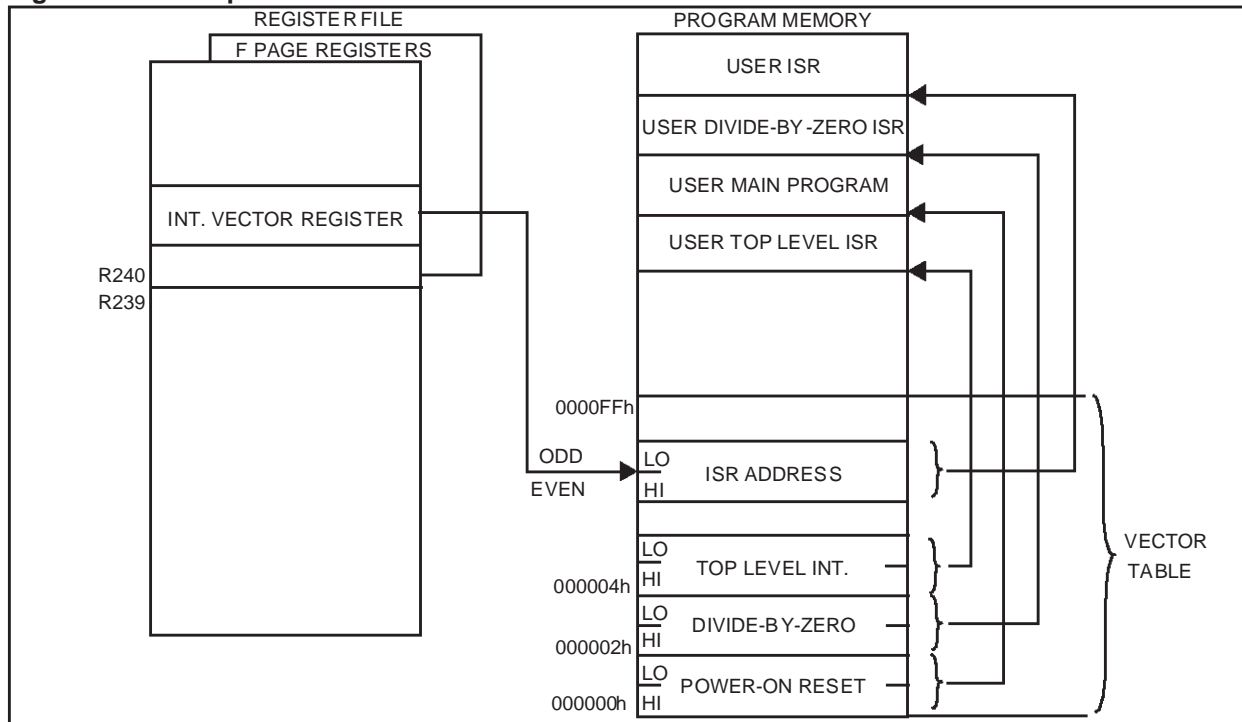 REGISTER FILE
F PAGE REGISTERS
INT. VECTOR REGISTER
R240
R239
PROGRAM MEMORY
USER ISR
USER DIVIDE-BY-ZERO ISR
USER MAIN PROGRAM
USER TOP LEVEL ISR
0000FFh
ODD
EVEN
LO
HI
ISR ADDRESS
LO
HI
TOP LEVEL INT.
000004h
LO
HI
DIVIDE-BY-ZERO
000002h
LO
HI
POWER-ON RESET
000000h
VECTOR
TABLE